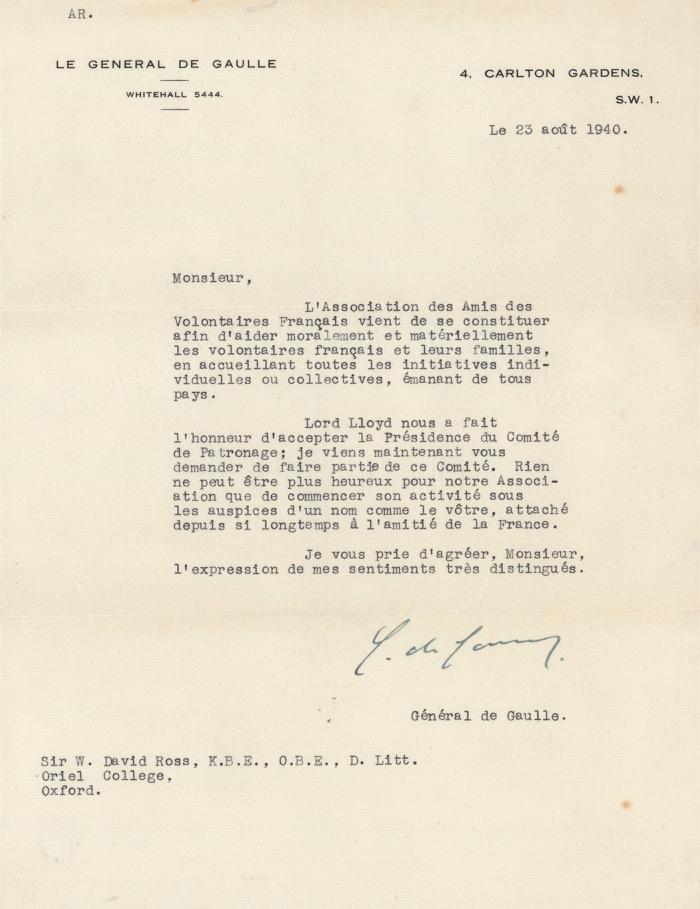 AR.
LE GENERAL DE GAULLE
WHITEHALL 5444.
4, CARLTON GARDENS,
S.W. 1.
Le 23 août 1940.
Monsieur,
L'Association des Amis des
Volontaires Français vient de se constituer
afin d'aider moralement et matériellement
les volontaires français et leurs familles,
en accueillant toutes les initiatives indi-
viduelles ou collectives, émanant de tous
pays.
Lord Lloyd nous a fait
l'honneur d'accepter la Présidence du Comité
de Patronage; je viens maintenant vous
demander de faire partie de ce Comité. Rien
ne peut être plus heureux pour notre Associ-
ation que de commencer son activité sous
les auspices d'un nom comme le vôtre, attaché
depuis si longtemps à l'amitié de la France.
Je vous prie d'agréer, Monsieur,
l'expression de mes sentiments très distingués.
C. de Gaulle.
Général de Gaulle.
Sir W. David Ross, K.B.E., O.B.E., D. Litt.
Oriel College,
Oxford.